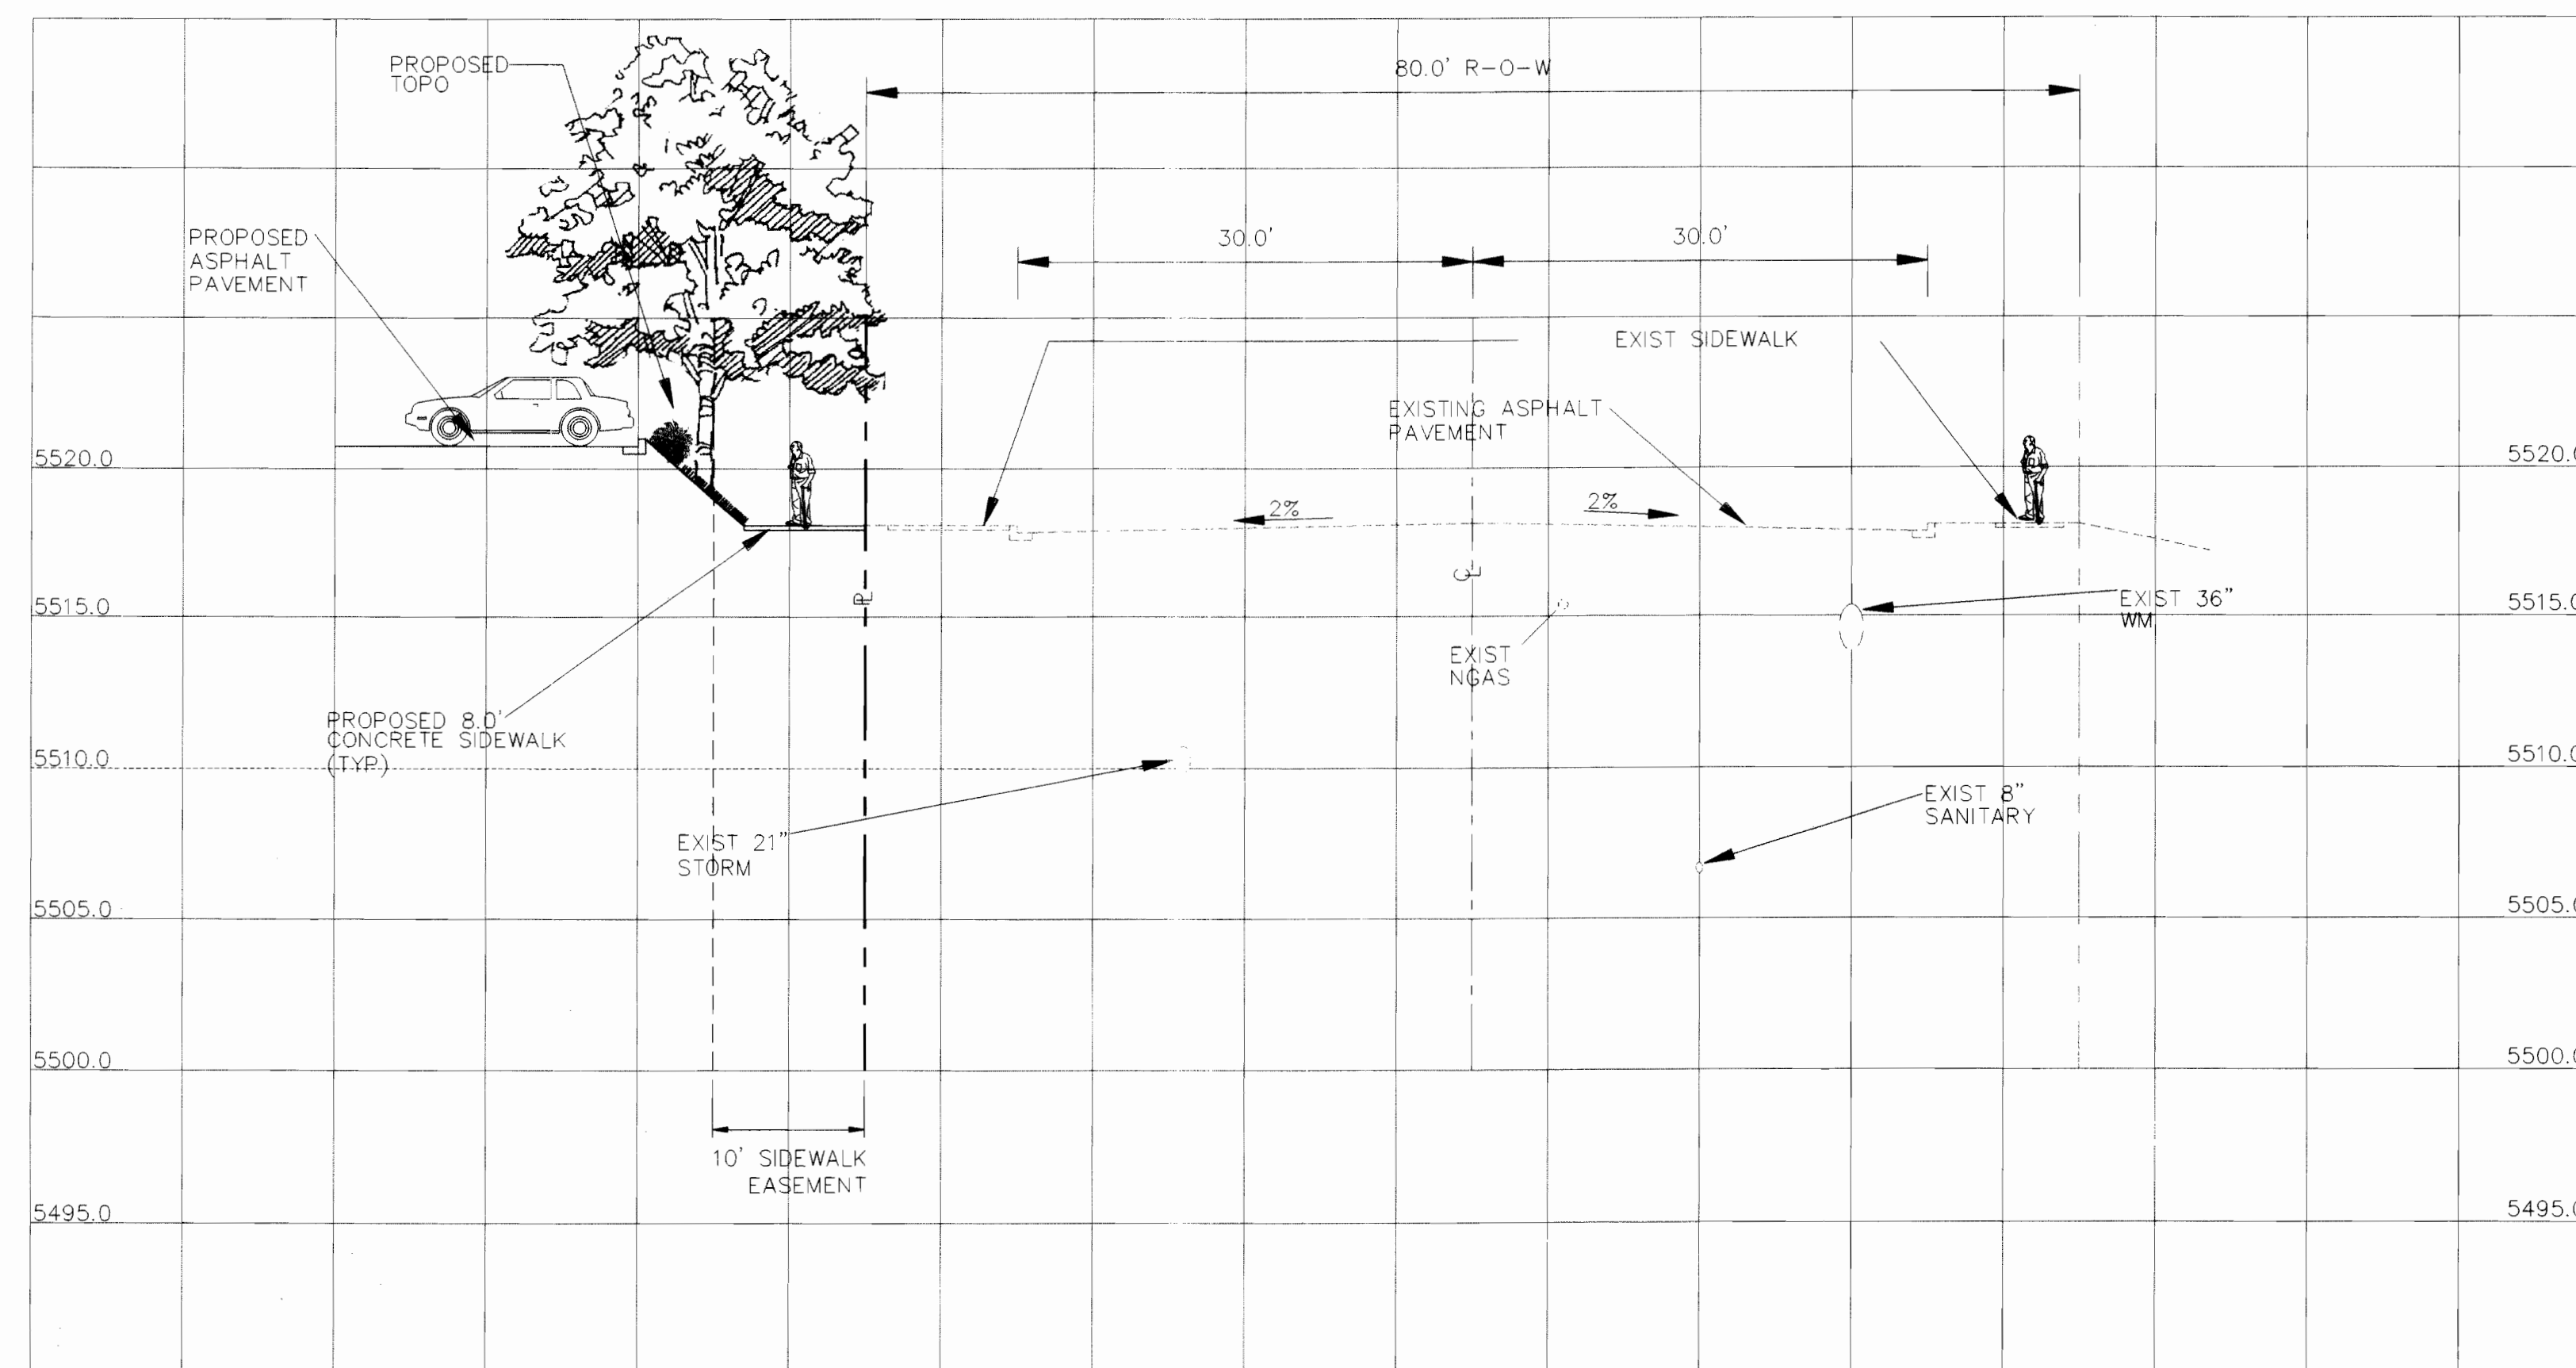 PROPOSED
TOPO
80.0' R-O-W
PROPOSED
ASPHALT
PAVEMENT
30.0'
30.0'
EXIST SIDEWALK
EXISTING ASPHALT
PAVEMENT
5520.0
5520.0
2%
2%
CL
PL
5515.0
5515.0
EXIST 36"
WM
EXIST
NGAS
PROPOSED 8.0'
CONCRETE SIDEWALK
(TYP)
5510.0
5510.0
EXIST 21"
STORM
EXIST 8"
SANITARY
5505.0
5505.0
5500.0
5500.0
10' SIDEWALK
EASEMENT
5495.0
5495.0